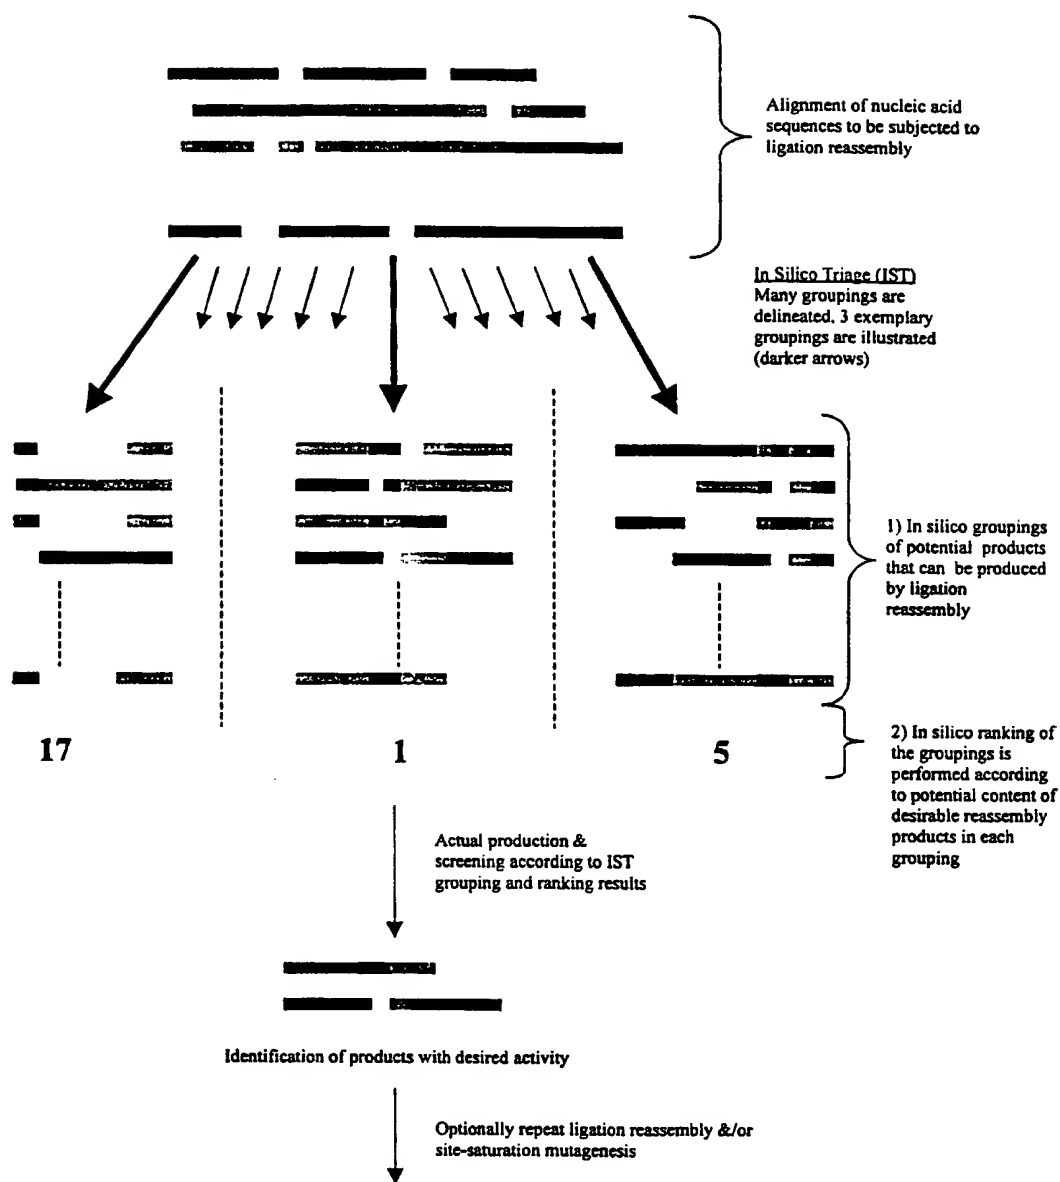 Alignment of nucleic acid
sequences to be subjected to
ligation reassembly
In Silico Triage (IST)
Many groupings are
delineated, 3 exemplary
groupings are illustrated
(darker arrows)
1) In silico groupings
of potential products
that can be produced
by ligation
reassembly
17
1
5
2) In silico ranking of
the groupings is
performed according
to potential content of
desirable reassembly
products in each
grouping
Actual production &
screening according to IST
grouping and ranking results
Identification of products with desired activity
Optionally repeat ligation reassembly &/or
site-saturation mutagenesis